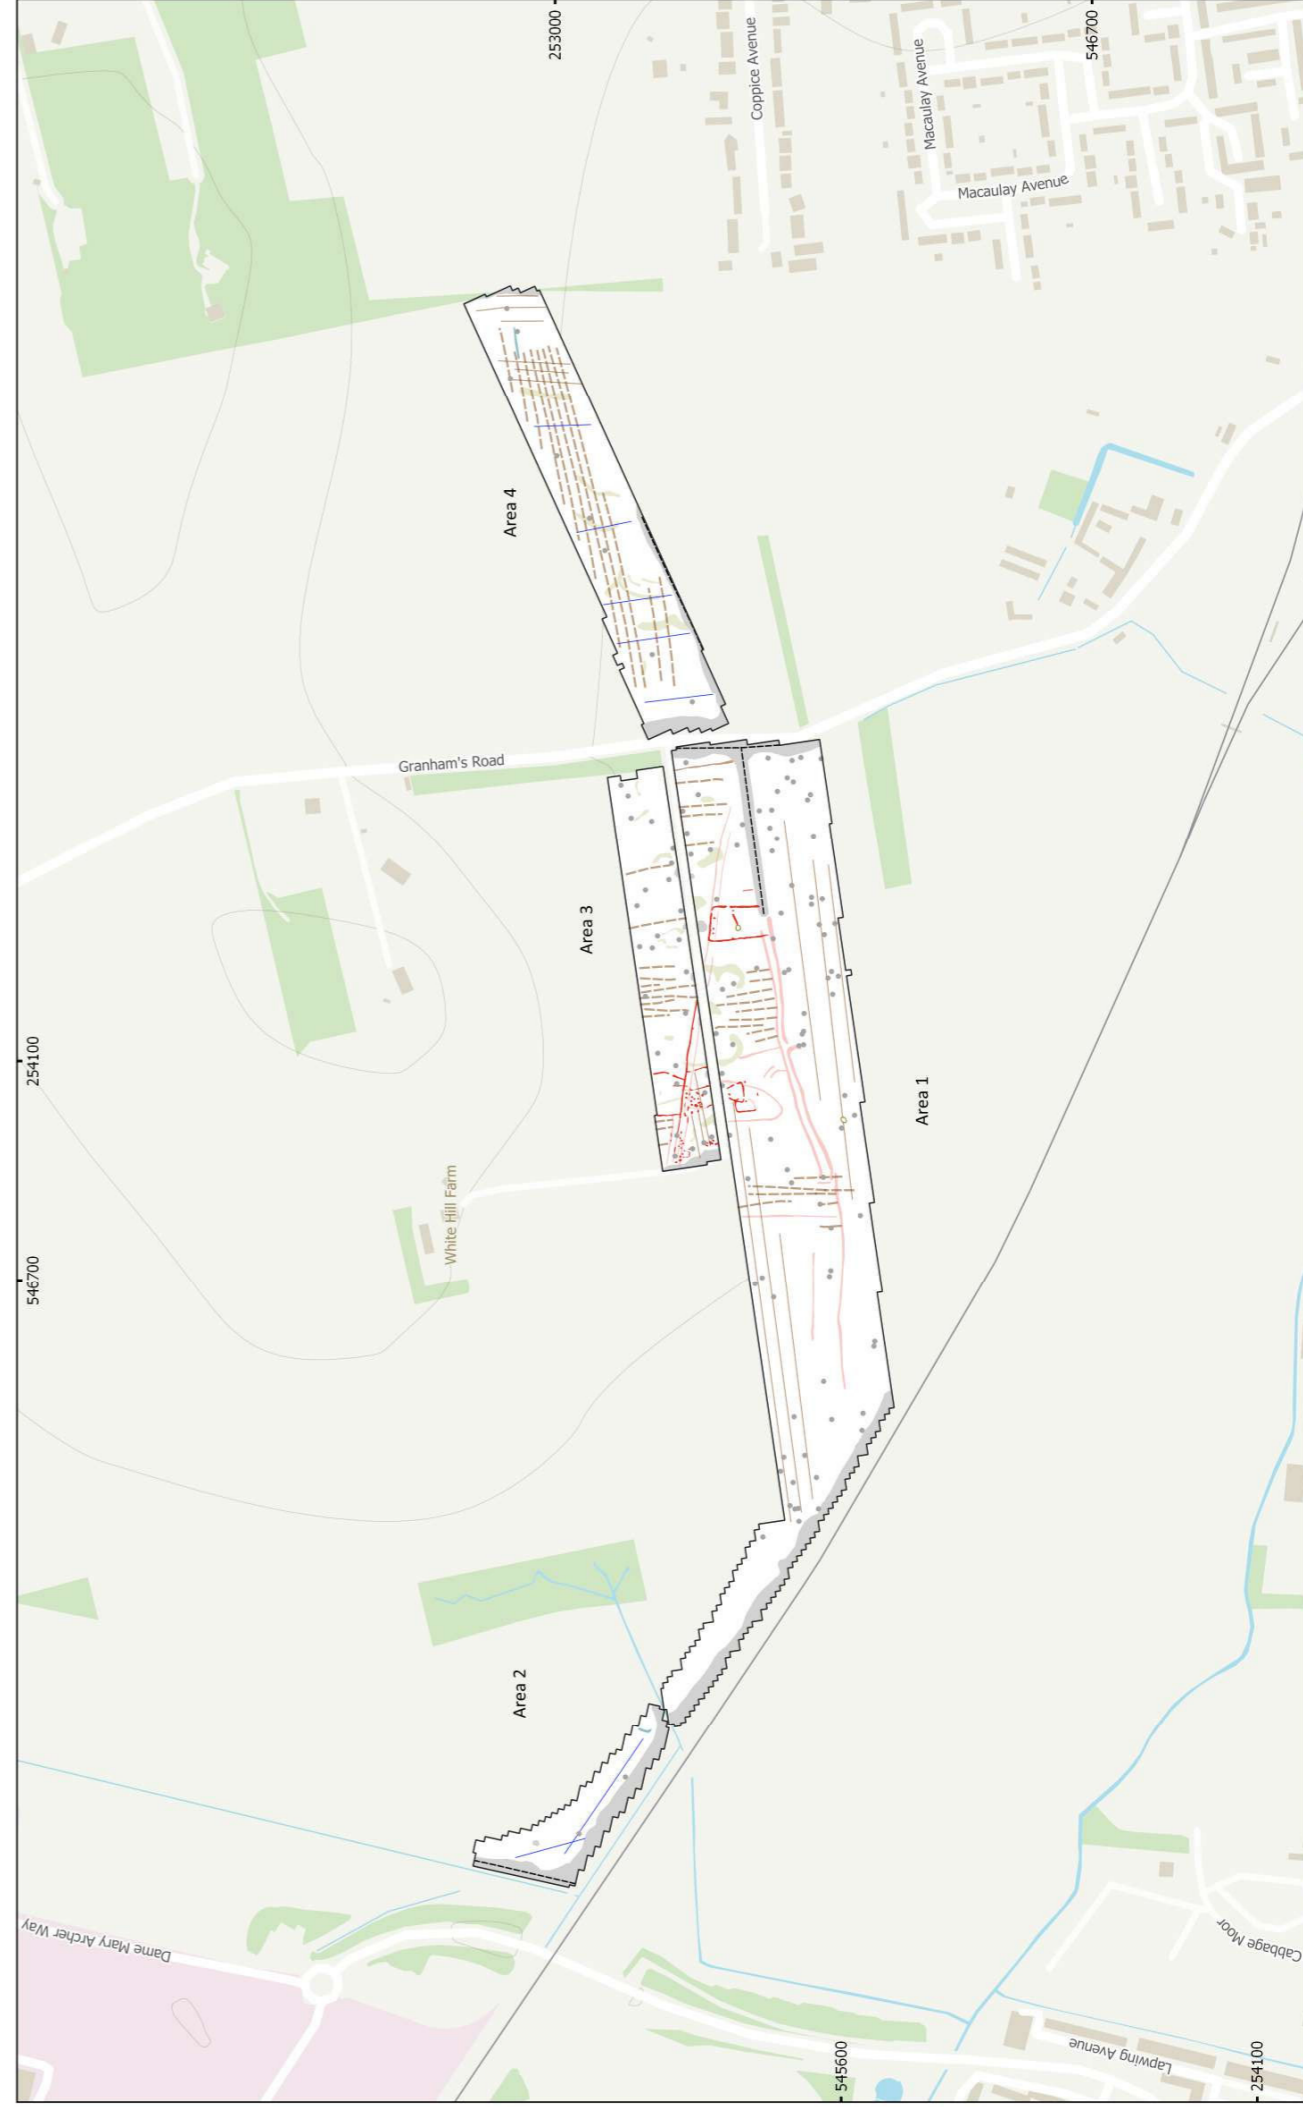 253000
546700
Coppice Avenue
Macaulay Avenue
Macaulay Avenue
Area 4
Granham's Road
Area 3
254100
Area 1
White Hill Farm
546700
Area 2
Dame Mary Archer Way
Cabbage Moor
Lapwing Avenue
545600
254100